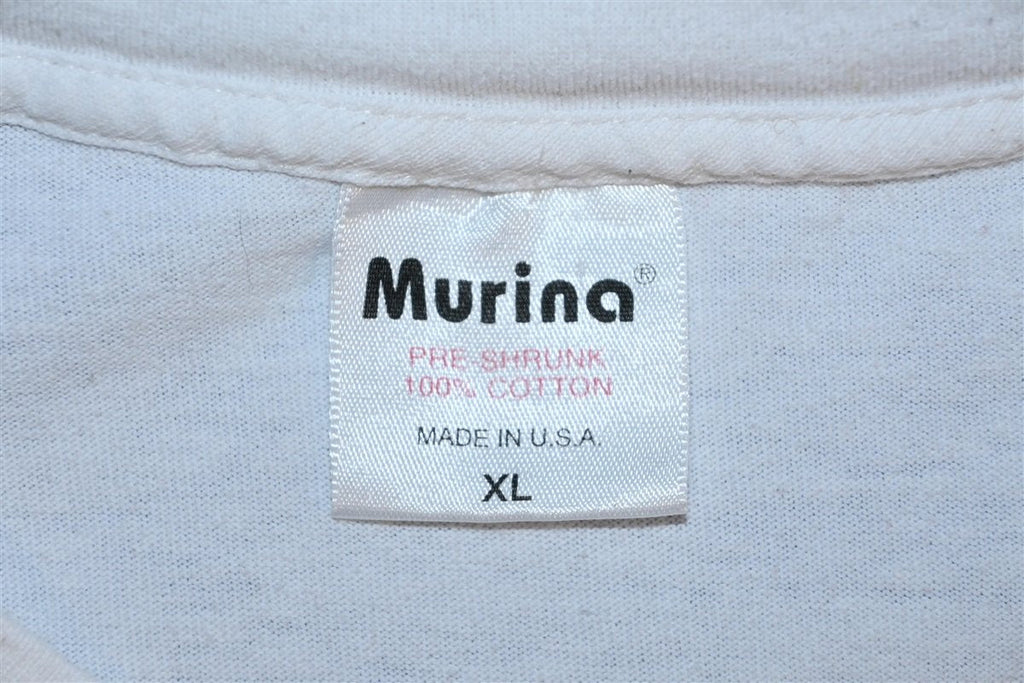 Murina®
PRE-SHRUNK
100% COTTON
MADE IN U.S.A.
XL